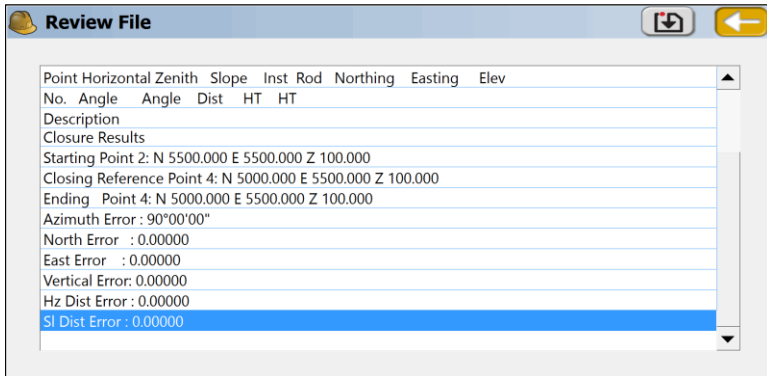 Review File
Point Horizontal Zenith Slope Inst Rod Northing Easting Elev
No. Angle Angle Dist HT HT
Description
Closure Results
Starting Point 2: N 5500.000 E 5500.000 Z 100.000
Closing Reference Point 4: N 5000.000 E 5500.000 Z 100.000
Ending Point 4: N 5000.000 E 5500.000 Z 100.000
Azimuth Error : 90°00'00"
North Error : 0.00000
East Error : 0.00000
Vertical Error: 0.00000
Hz Dist Error : 0.00000
Sl Dist Error : 0.00000